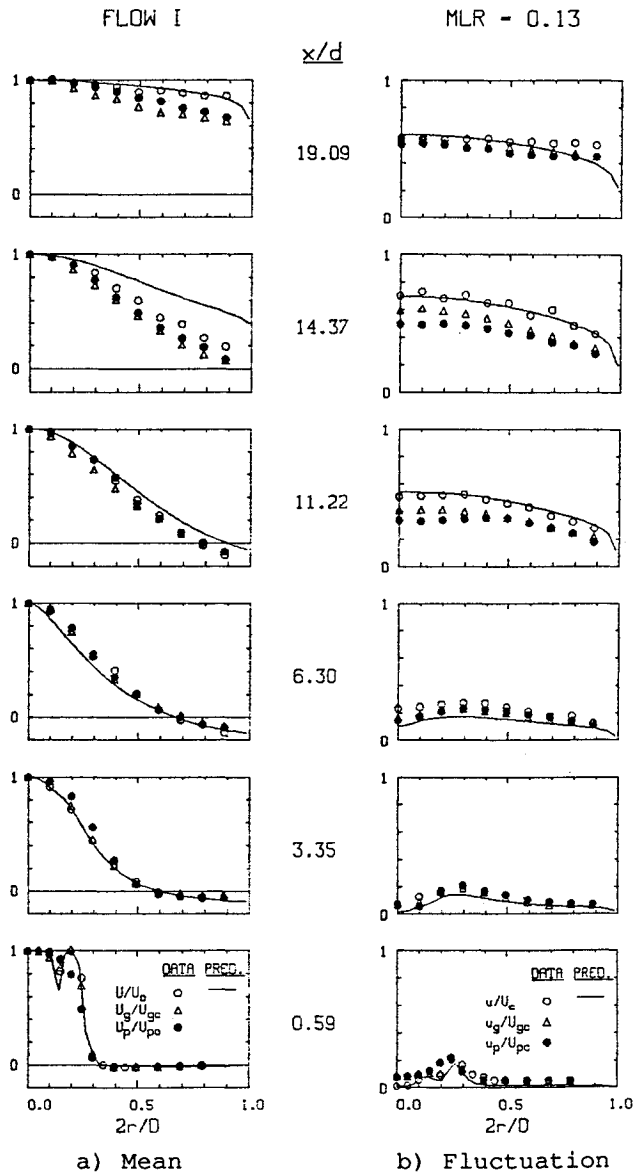 FLOW I
MLR - 0.13
x/d
1
0
19.09
1
0
1
0
14.37
1
0
1
0
11.22
1
0
1
0
6.30
1
0
1
0
3.35
1
0
1
0
DATA PRED.
U/Uo
Ug/Ugc
Up/Upo
0.59
1
0
DATA PRED.
u/Uc
ug/Ugc
up/Upc
0.0 0.5 1.0
2r/D
0.0 0.5 1.0
2r/D
a) Mean
b) Fluctuation